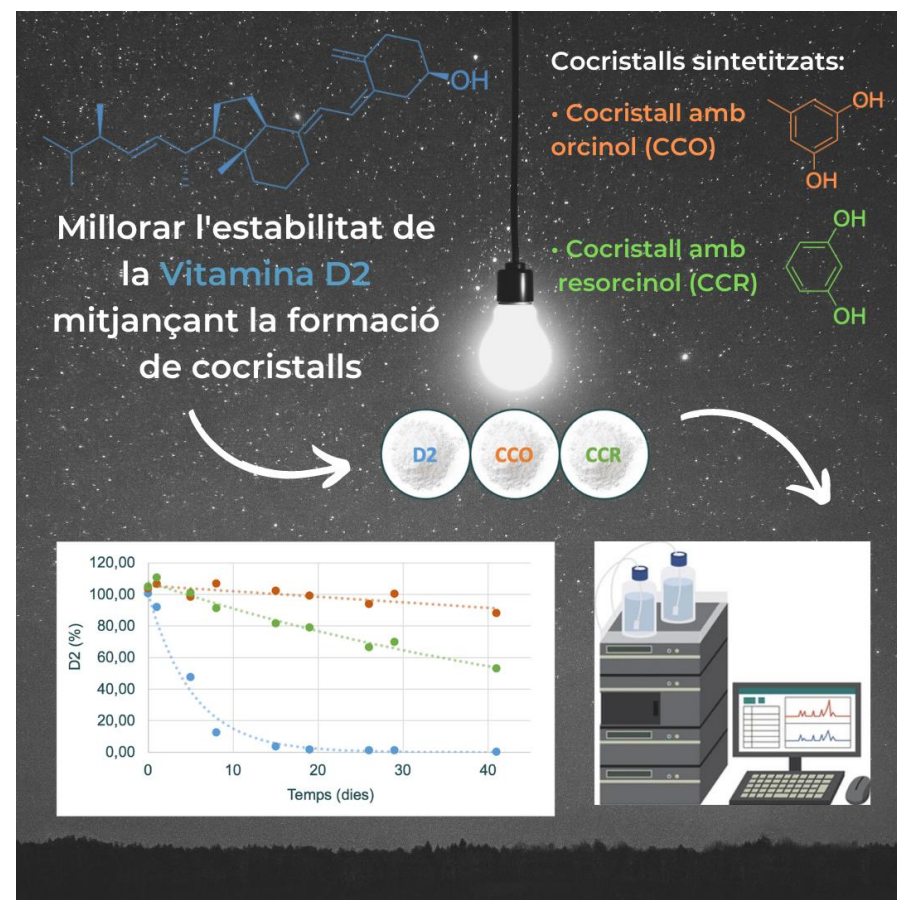 OH
Millorar l'estabilitat de
la Vitamina D2
mitjançant la formació
de cocristalls
Cocristalls sintetitzats:
• Cocristall amb
orcinol (CCO)
OH
OH
• Cocristall amb
resorcinol (CCR)
OH
OH
D2
CCO
CCR
D2 (%)
120,00
100,00
80,00
60,00
40,00
20,00
0,00
0
10
20
30
40
Temps (dies)